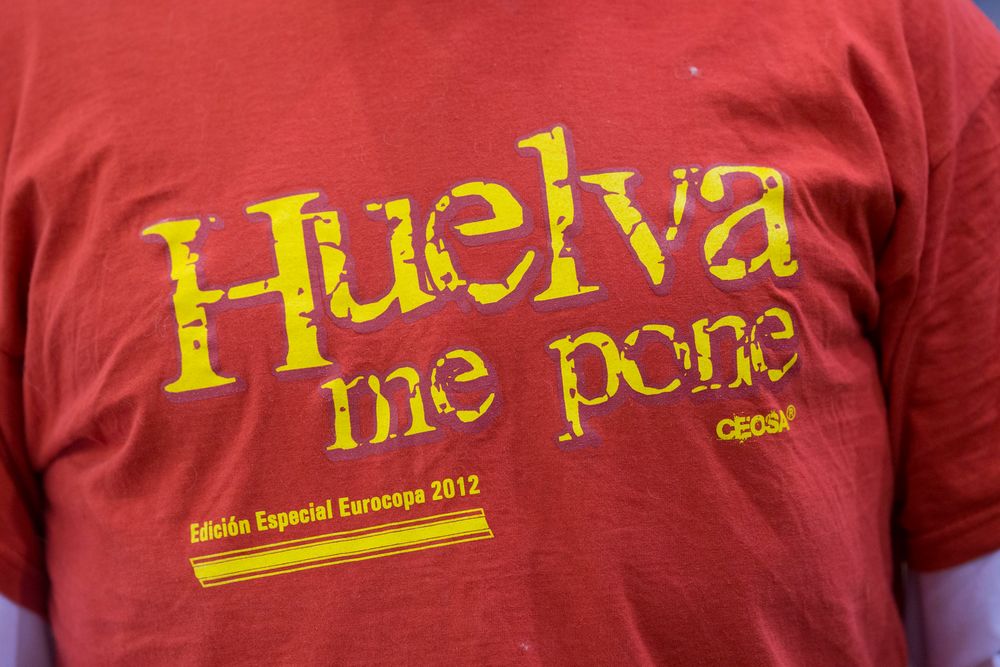 Huelva
me pone
CEOSA®
Edición Especial Eurocopa 2012